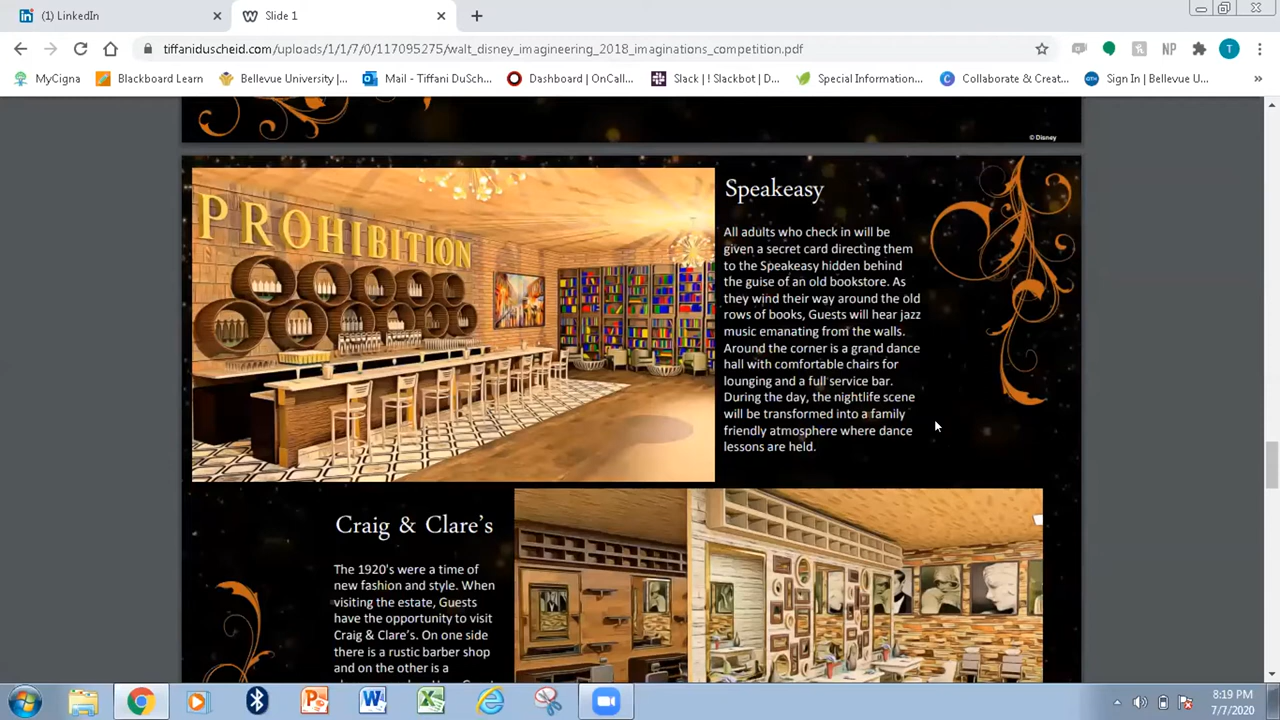 (1) LinkedIn
Slide 1
tiffaniduscheid.com/uploads/1/1/7/0/117095275/walt_disney_imagineering_2018_imaginations_competition.pdf
NP
T
MyCigna
Blackboard Learn
Bellevue University |...
Mail - Tiffani DuSch...
Dashboard | OnCall...
Slack | ! Slackbot | D...
Special Information...
Collaborate & Creat...
Sign In | Bellevue U...
© Disney
PROHIBITION
Speakeasy
All adults who check in will be
given a secret card directing them
to the Speakeasy hidden behind
the guise of an old bookstore. As
they wind their way around the old
rows of books, Guests will hear jazz
music emanating from the walls.
Around the corner is a grand dance
hall with comfortable chairs for
lounging and a full service bar.
During the day, the nightlife scene
will be transformed into a family
friendly atmosphere where dance
lessons are held.
Craig & Clare's
The 1920's were a time of
new fashion and style. When
visiting the estate, Guests
have the opportunity to visit
Craig & Clare's. On one side
there is a rustic barber shop
and on the other is a
8:19 PM
7/7/2020